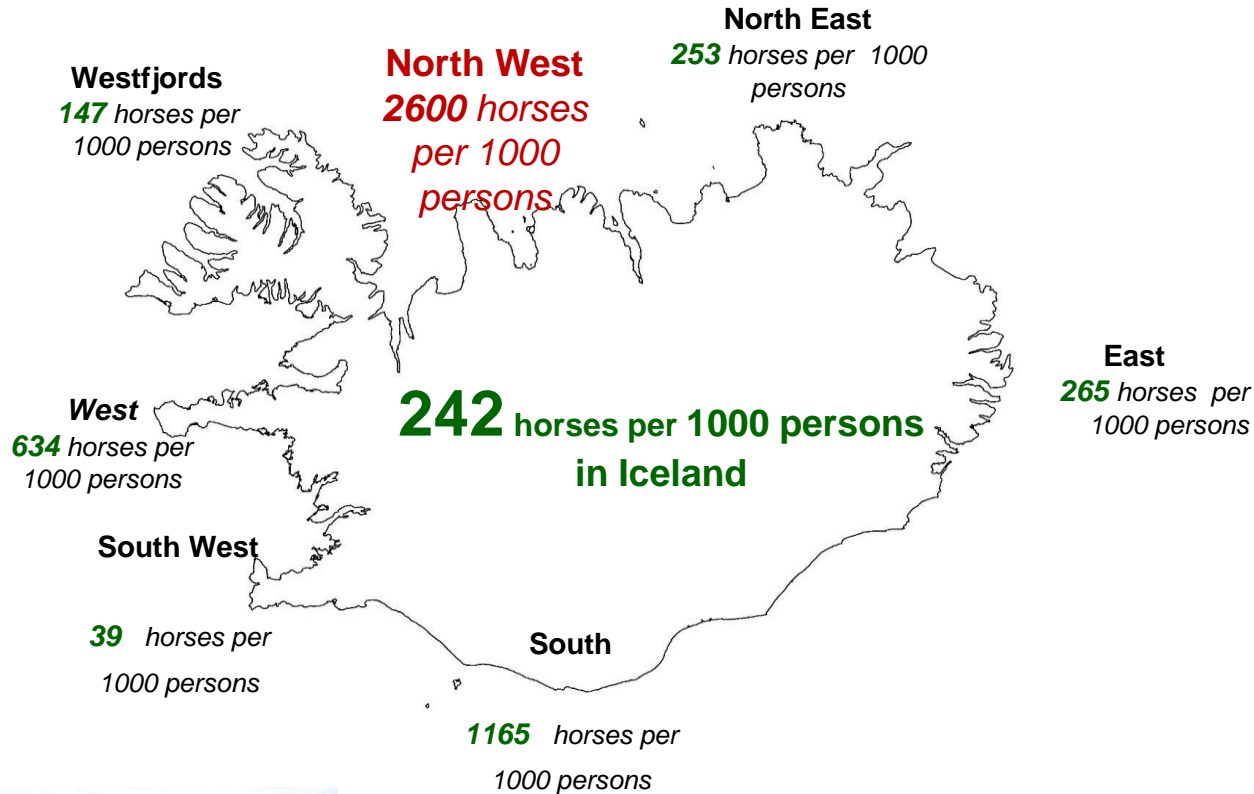 North East
253 horses per 1000
persons
North West
2600 horses
per 1000
persons
Westfjords
147 horses per
1000 persons
East
265 horses per
1000 persons
West
634 horses per
1000 persons
242 horses per 1000 persons
in Iceland
South West
39 horses per
1000 persons
South
1165 horses per
1000 persons